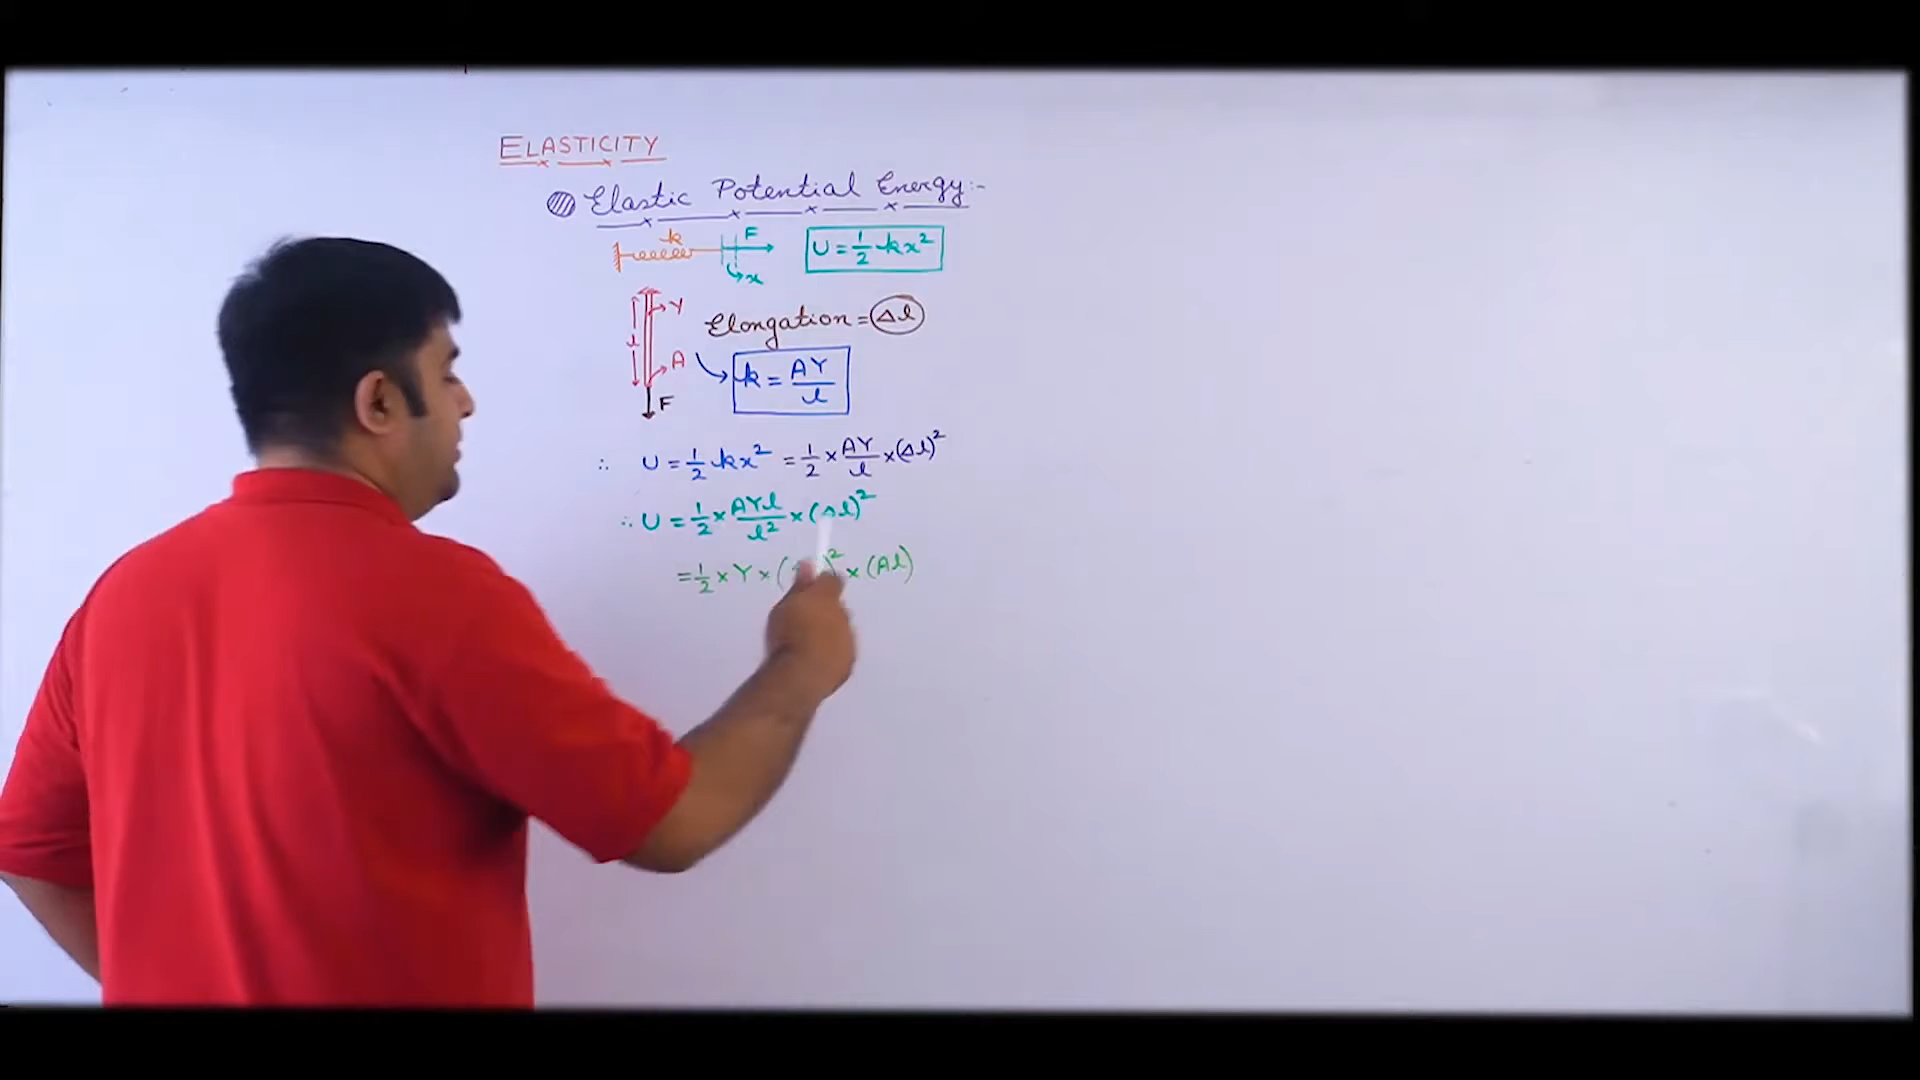 ELASTICITY
Elastic Potential Energy:-
k F
x
U = 1/2 kx²
Y
l
A
F
Elongation = Δl
k = AY/l
∴ U = 1/2 kx² = 1/2 × AY/l × (Δl)²
∴ U = 1/2 × AYl/l² × (Δl)²
= 1/2 × Y × ( )² × (Al)